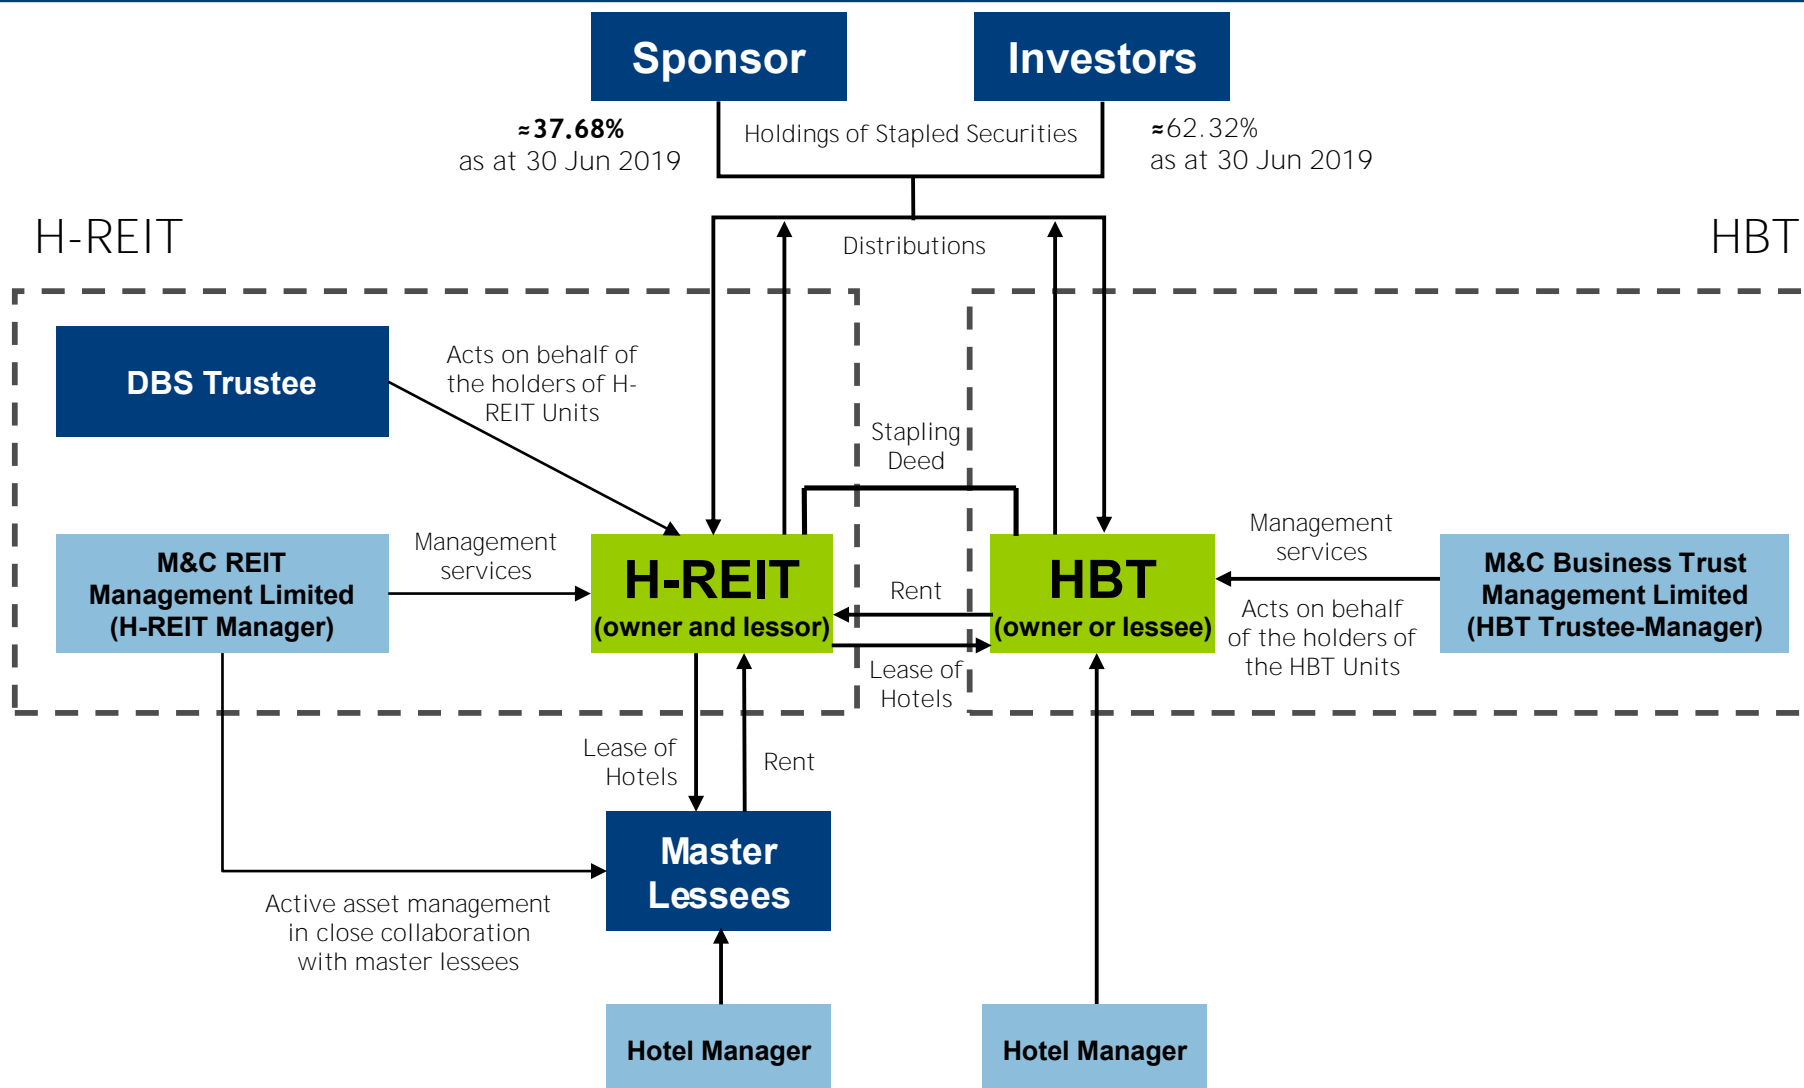 Sponsor
Investors
≈37.68%
as at 30 Jun 2019
Holdings of Stapled Securities
≈62.32%
as at 30 Jun 2019
H-REIT
HBT
Distributions
DBS Trustee
Acts on behalf of
the holders of H-
REIT Units
Stapling
Deed
M&C REIT
Management Limited
(H-REIT Manager)
Management
services
H-REIT
(owner and lessor)
Rent
Lease of
Hotels
HBT
(owner or lessee)
Management
services
Acts on behalf
of the holders of
the HBT Units
M&C Business Trust
Management Limited
(HBT Trustee-Manager)
Lease of
Hotels
Rent
Master
Lessees
Active asset management
in close collaboration
with master lessees
Hotel Manager
Hotel Manager